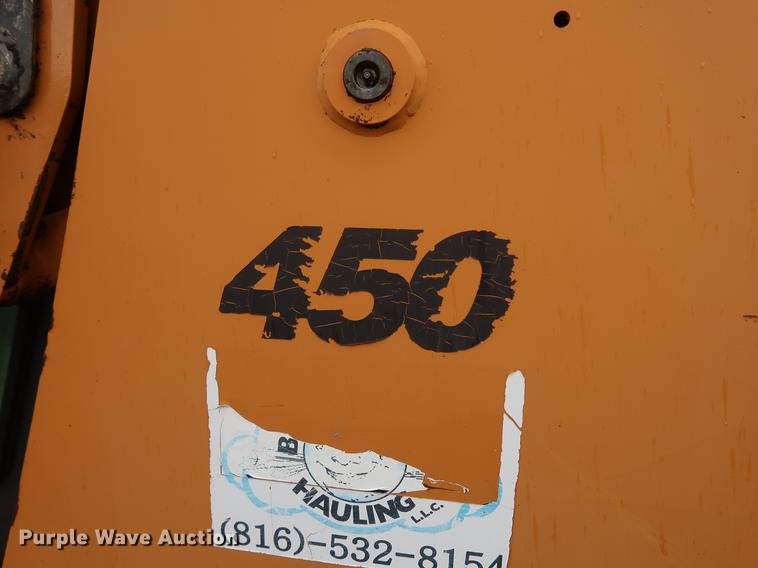 450
B
HAULING
L.L.C.
(816)-532-8154
Purple Wave Auction